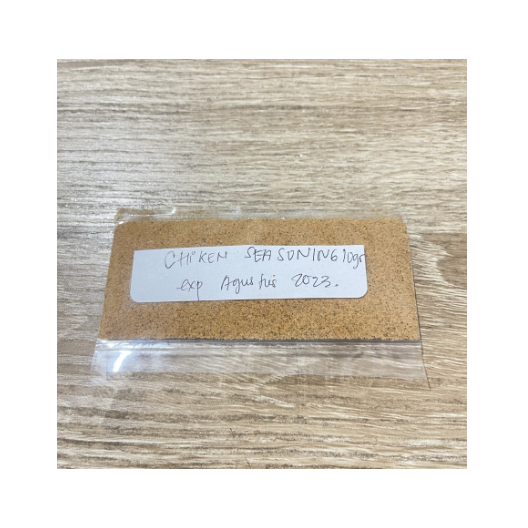 CHIKEN SEASONING 10gr
exp Agustus 2023.